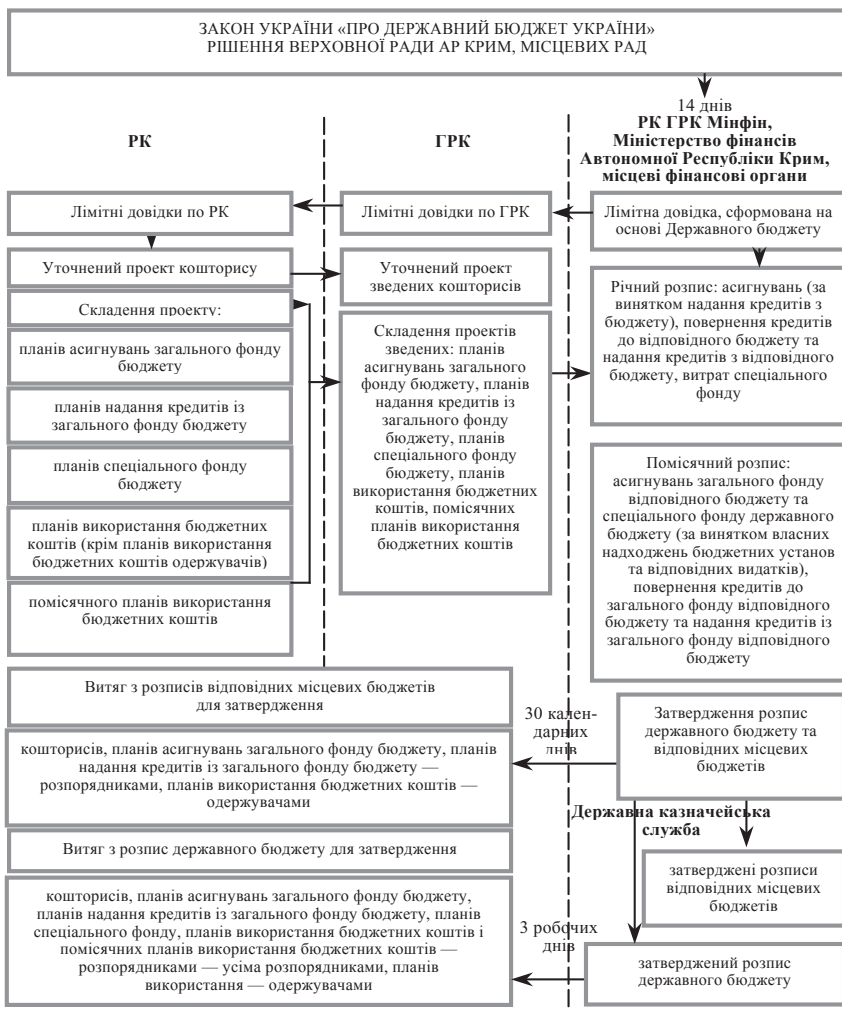 ЗАКОН УКРАЇНИ «ПРО ДЕРЖАВНИЙ БЮДЖЕТ УКРАЇНИ»
РІШЕННЯ ВЕРХОВНОЇ РАДИ АР КРИМ, МІСЦЕВИХ РАД
14 днів
РК
ГРК
РК ГРК Мінфін,
Міністерство фінансів
Автономної Республіки Крим,
місцеві фінансові органи
Лімітні довідки по РК
Лімітні довідки по ГРК
Лімітна довідка, сформована на
основі Державного бюджету
Уточнений проект кошторису
Уточнений проект
зведених кошторисів
Річний розпис: асигнувань (за
винятком надання кредитів з
бюджету), повернення кредитів
до відповідного бюджету та
надання кредитів з відповідного
бюджету, витрат спеціального
фонду
Складення проекту:
планів асигнувань загального фонду
бюджету
планів надання кредитів із
загального фонду бюджету
планів спеціального фонду
бюджету
планів використання бюджетних
коштів (крім планів використання
бюджетних коштів одержувачів)
помісячного планів використання
бюджетних коштів
Складення проектів
зведених: планів
асигнувань загального
фонду бюджету, планів
надання кредитів із
загального фонду
бюджету, планів
спеціального фонду
бюджету, планів
використання бюджетних
коштів, помісячних
планів використання
бюджетних коштів
Помісячний розпис:
асигнувань загального фонду
відповідного бюджету та
спеціального фонду державного
бюджету (за винятком власних
надходжень бюджетних установ
та відповідних видатків),
повернення кредитів до
загального фонду відповідного
бюджету та надання кредитів із
загального фонду відповідного
бюджету
Витяг з розписів відповідних місцевих бюджетів
для затвердження
30 кален-
дарних
днів
Затвердження розпис
державного бюджету та
відповідних місцевих
бюджетів
кошторисів, планів асигнувань загального фонду бюджету, планів
надання кредитів із загального фонду бюджету —
розпорядниками, планів використання бюджетних коштів —
одержувачами
Державна казначейська
служба
Витяг з розпис державного бюджету для затвердження
затверджені розписи
відповідних місцевих
бюджетів
кошторисів, планів асигнувань загального фонду бюджету,
планів надання кредитів із загального фонду бюджету, планів
спеціального фонду, планів використання бюджетних коштів і
помісячних планів використання бюджетних коштів —
розпорядниками — усіма розпорядниками, планів
використання — одержувачами
3 робочих
днів
затверджений розпис
державного бюджету